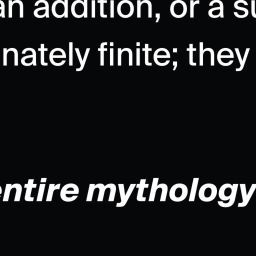 an addition, or a su
nately finite; they
entire mythology